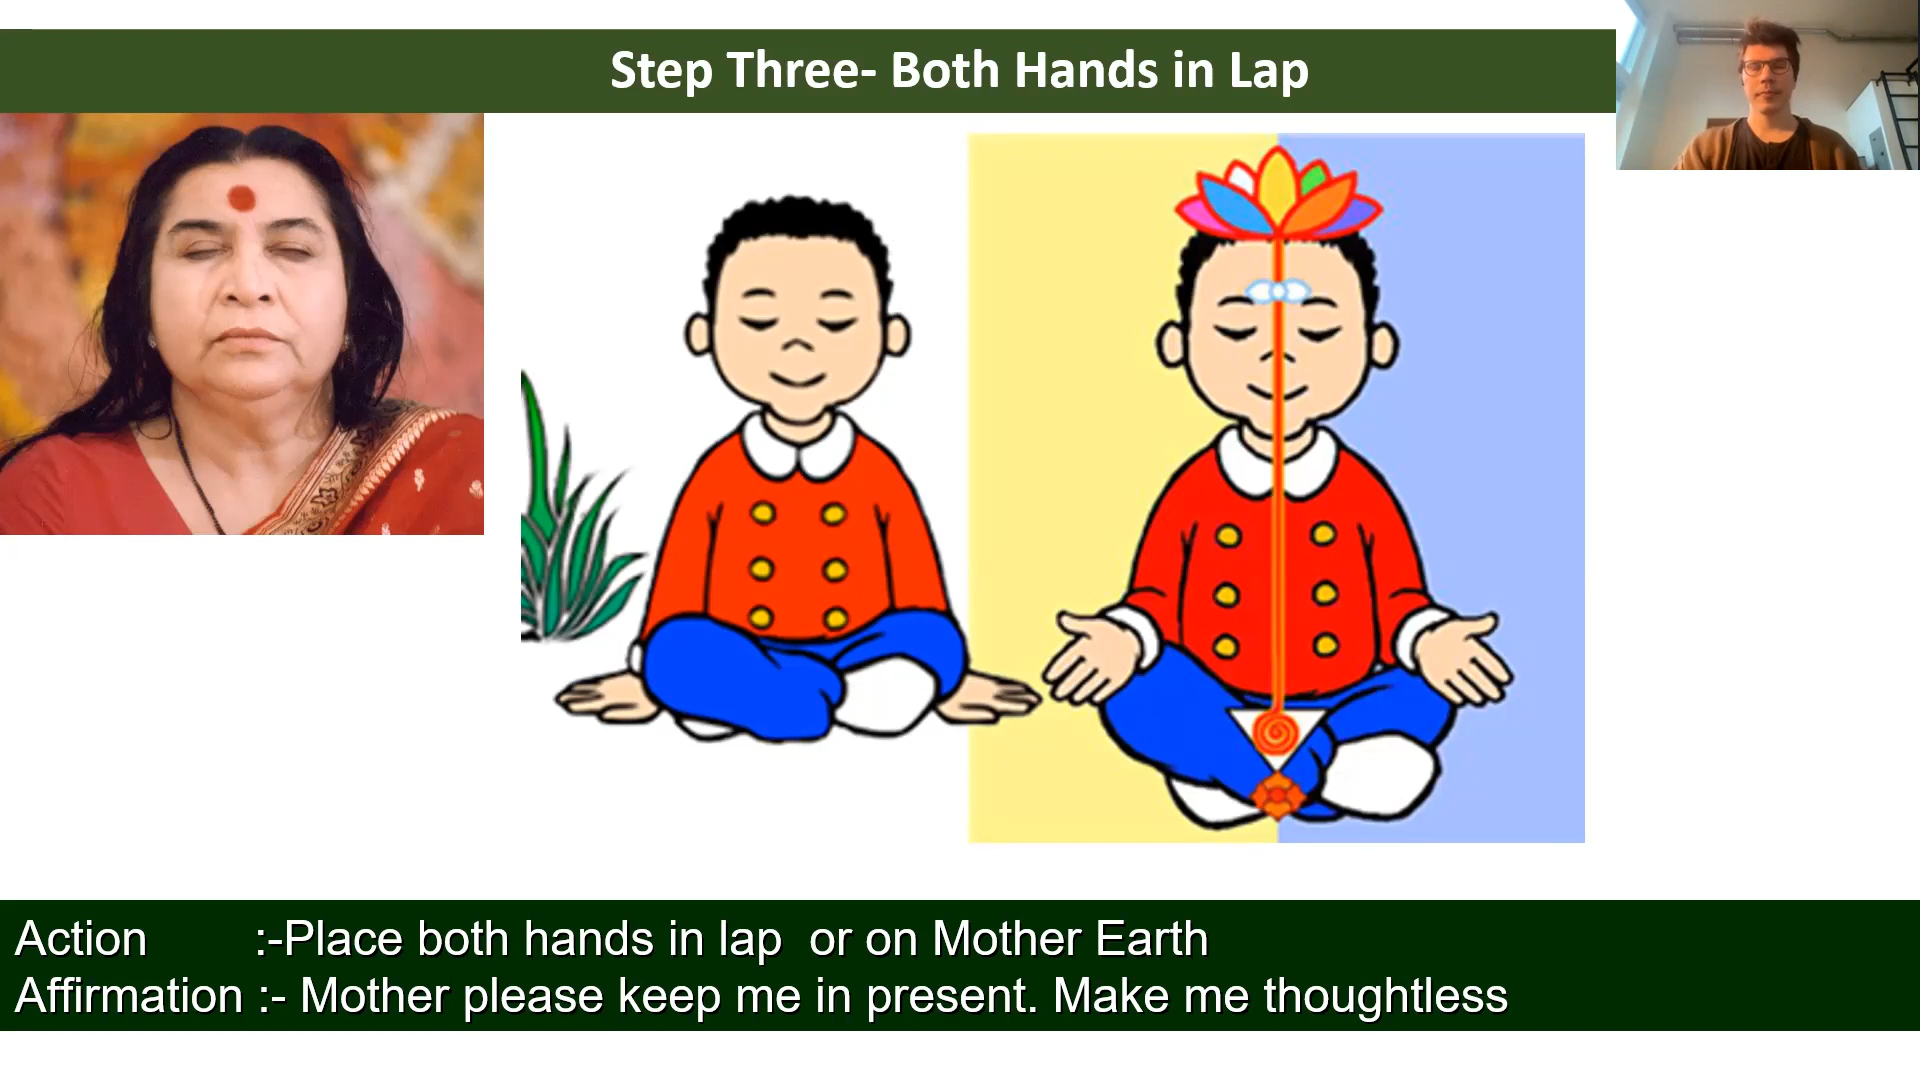 Step Three- Both Hands in Lap
Action :-Place both hands in lap or on Mother Earth
Affirmation :- Mother please keep me in present. Make me thoughtless